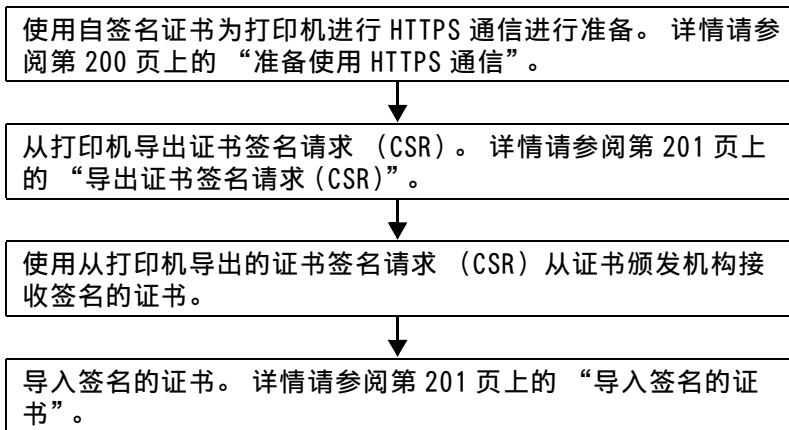 使用自签名证书为打印机进行 HTTPS 通信进行准备。 详情请参
阅第 200 页上的 “准备使用 HTTPS 通信”。
从打印机导出证书签名请求 （CSR）。 详情请参阅第 201 页上
的 “导出证书签名请求（CSR）”。
使用从打印机导出的证书签名请求 （CSR）从证书颁发机构接
收签名的证书。
导入签名的证书。 详情请参阅第 201 页上的 “导入签名的证
书”。